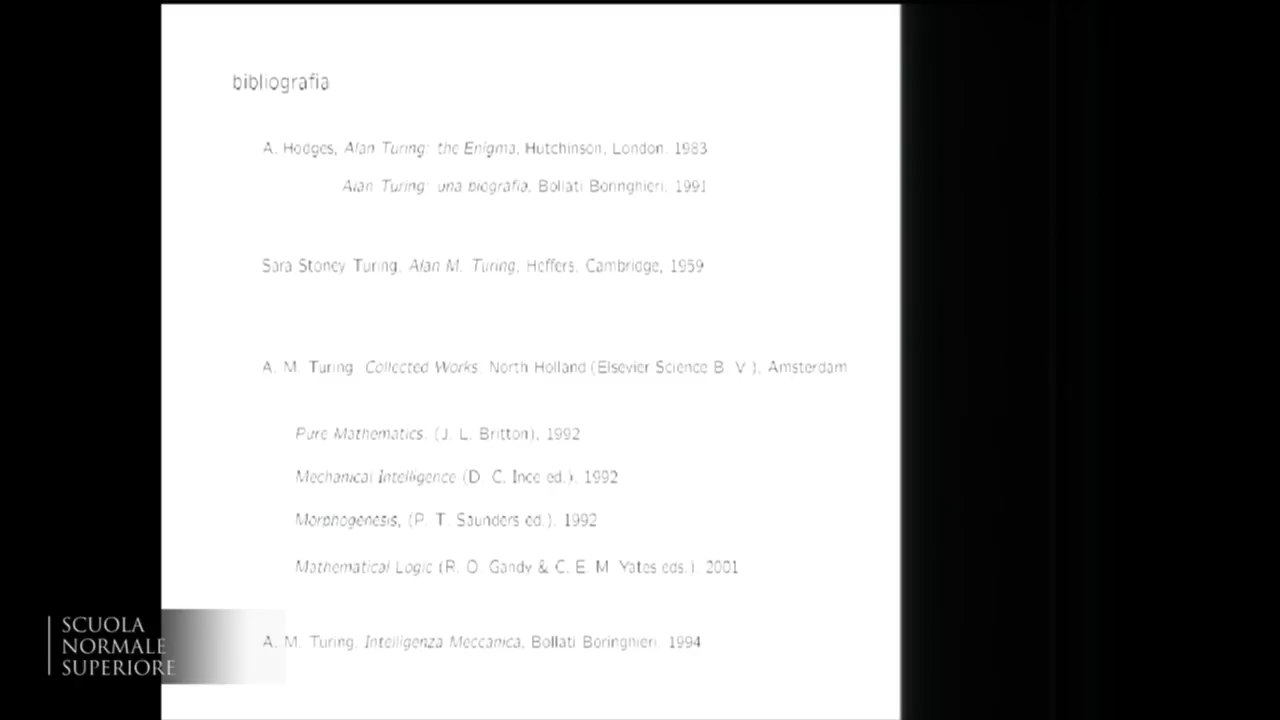 bibliografia
A. Hodges, Alan Turing: the Enigma, Hutchinson, London, 1983
Alan Turing: una biografia, Bollati Boringhieri, 1991
Sara Stoney Turing, Alan M. Turing, Heffers, Cambridge, 1959
A. M. Turing, Collected Works, North Holland (Elsevier Science B. V.), Amsterdam
Pure Mathematics, (J. L. Britton), 1992
Mechanical Intelligence (D. C. Ince ed.), 1992
Morphogenesis, (P. T. Saunders ed.), 1992
Mathematical Logic (R. O. Gandy & C. E. M. Yates eds.), 2001
A. M. Turing, Intelligenza Meccanica, Bollati Boringhieri, 1994
SCUOLA
NORMALE
SUPERIORE